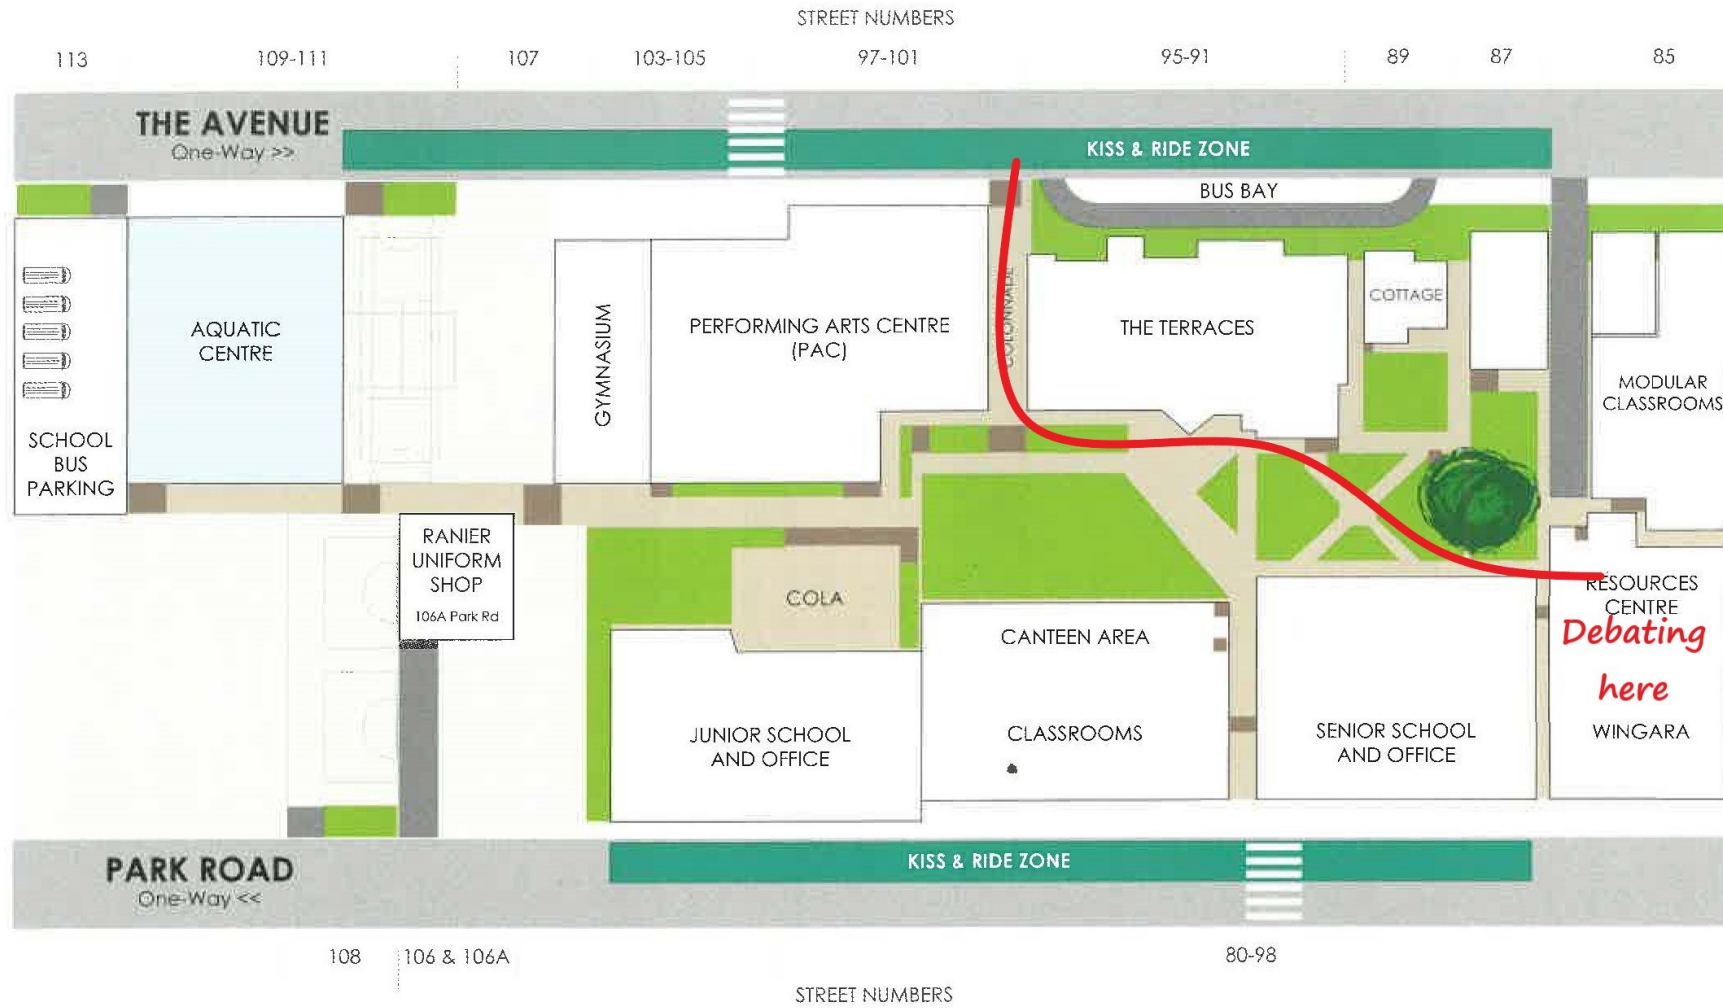 STREET NUMBERS
113
109-111
107
103-105
97-101
95-91
89
87
85
THE AVENUE
One-Way >>
KISS & RIDE ZONE
BUS BAY
AQUATIC
CENTRE
GYMNASIUM
PERFORMING ARTS CENTRE
(PAC)
COLONNADE
THE TERRACES
COTTAGE
MODULAR
CLASSROOMS
SCHOOL
BUS
PARKING
RANIER
UNIFORM
SHOP
106A Park Rd
COLA
CANTEEN AREA
CLASSROOMS
JUNIOR SCHOOL
AND OFFICE
SENIOR SCHOOL
AND OFFICE
RESOURCES
CENTRE
Debating
here
WINGARA
PARK ROAD
One-Way <<
KISS & RIDE ZONE
108
106 & 106A
80-98
STREET NUMBERS